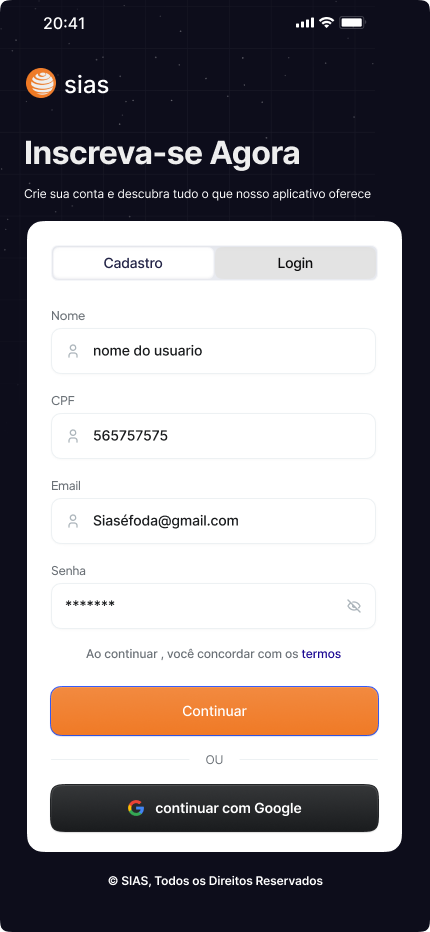 20:41
sias
Inscreva-se Agora
Crie sua conta e descubra tudo o que nosso aplicativo oferece
Cadastro
Login
Nome
nome do usuario
CPF
565757575
Email
Siaséfoda@gmail.com
Senha
*******
Ao continuar , você concordar com os termos
Continuar
OU
continuar com Google
© SIAS, Todos os Direitos Reservados